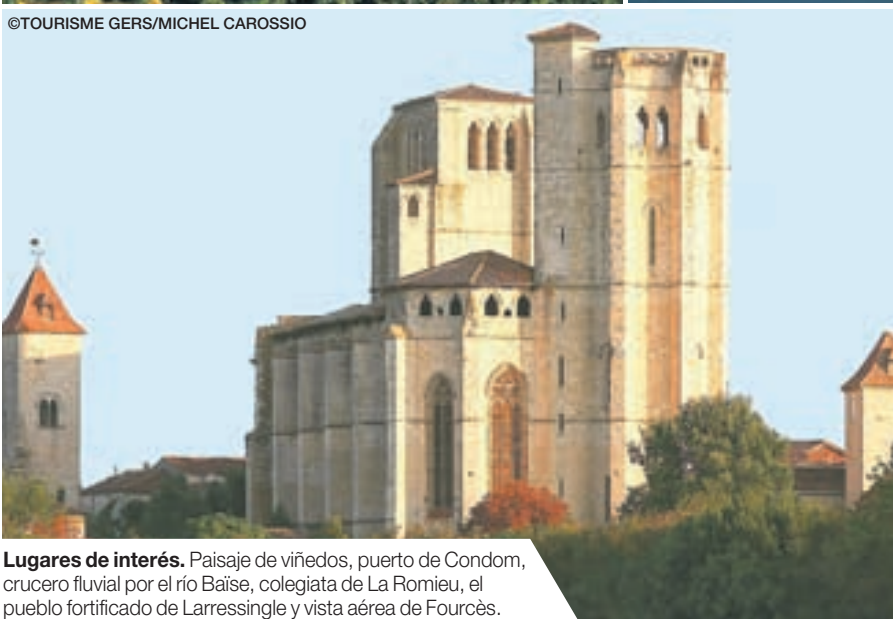 ©TOURISME GERS/MICHEL CAROSSIO
Lugares de interés. Paisaje de viñedos, puerto de Condom,
crucero fluvial por el río Baïse, colegiata de La Romieu, el
pueblo fortificado de Larressingle y vista aérea de Fourcès.